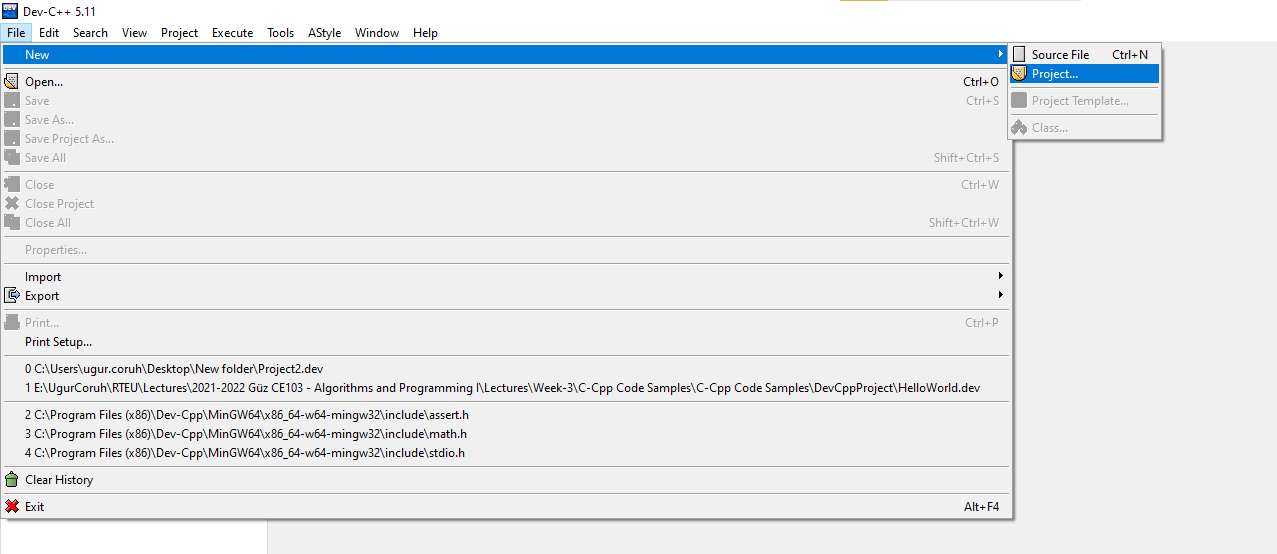 Dev-C++ 5.11
File Edit Search View Project Execute Tools AStyle Window Help
New
Source File Ctrl+N
Project...
Project Template...
Class...
Open... Ctrl+O
Save Ctrl+S
Save As...
Save Project As...
Save All Shift+Ctrl+S
Close Ctrl+W
Close Project
Close All Shift+Ctrl+W
Properties...
Import
Export
Print... Ctrl+P
Print Setup...
0 C:\Users\ugur.coruh\Desktop\New folder\Project2.dev
1 E:\UgurCoruh\RTEU\Lectures\2021-2022 Güz CE103 - Algorithms and Programming I\Lectures\Week-3\C-Cpp Code Samples\C-Cpp Code Samples\DevCppProject\HelloWorld.dev
2 C:\Program Files (x86)\Dev-Cpp\MinGW64\x86_64-w64-mingw32\include\assert.h
3 C:\Program Files (x86)\Dev-Cpp\MinGW64\x86_64-w64-mingw32\include\math.h
4 C:\Program Files (x86)\Dev-Cpp\MinGW64\x86_64-w64-mingw32\include\stdio.h
Clear History
Exit Alt+F4